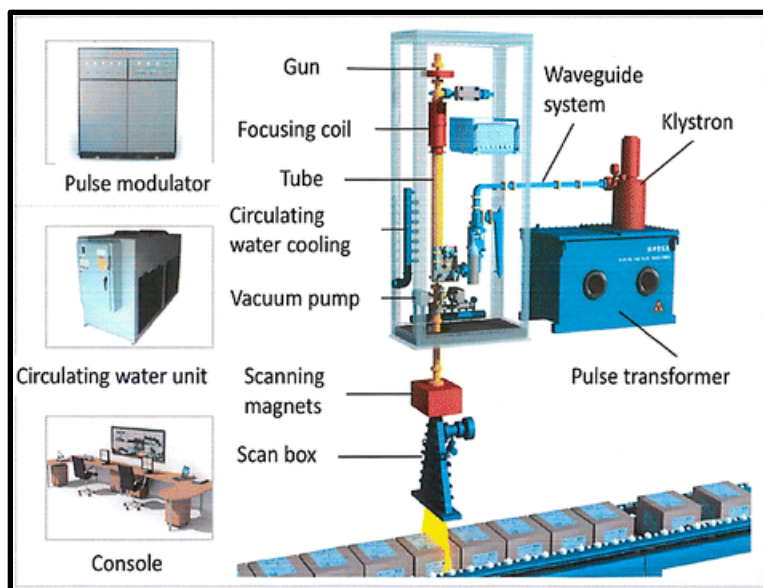 Pulse modulator
Circulating water unit
Console
Gun
Focusing coil
Tube
Circulating
water cooling
Vacuum pump
Scanning
magnets
Scan box
Waveguide
system
Klystron
Pulse transformer